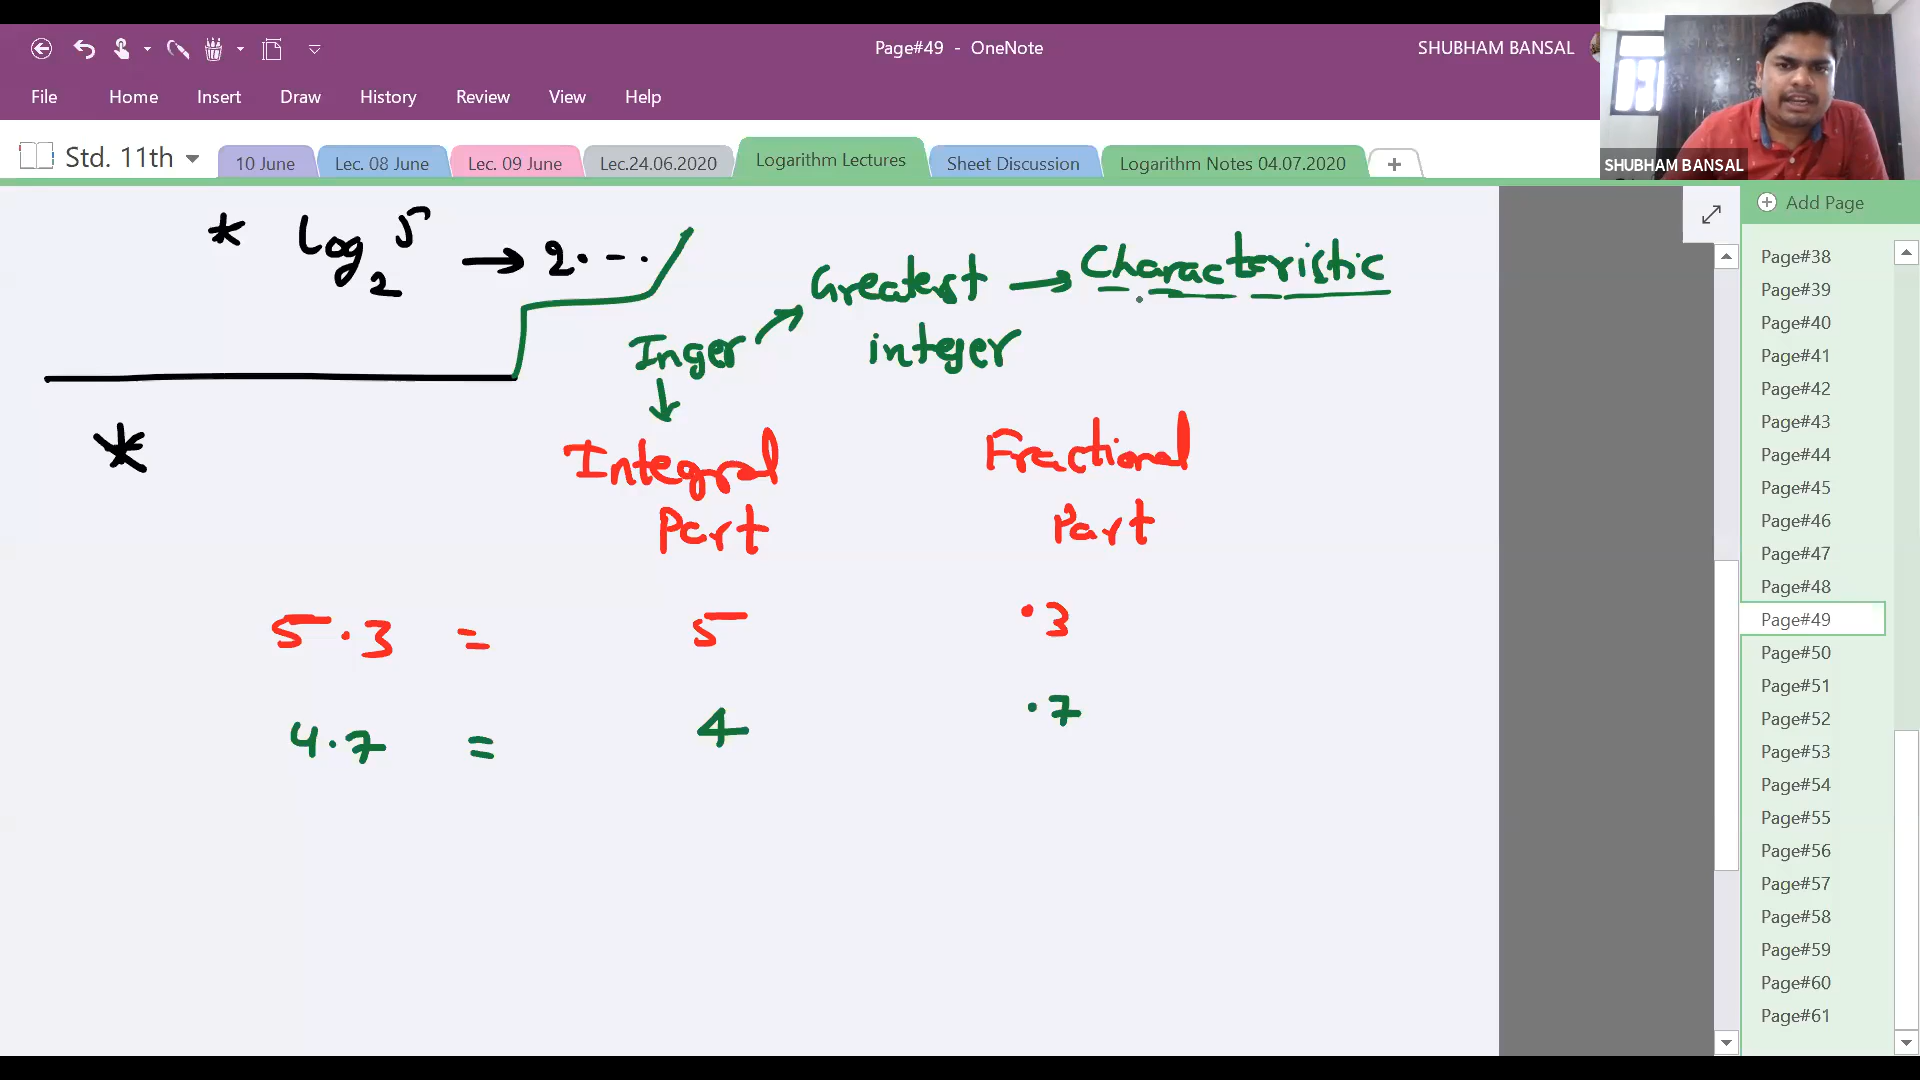 Page#49 - OneNote
SHUBHAM BANSAL
File Home Insert Draw History Review View Help
SHUBHAM BANSAL
Std. 11th
10 June
Lec. 08 June
Lec. 09 June
Lec.24.06.2020
Logarithm Lectures
Sheet Discussion
Logarithm Notes 04.07.2020
+
* log₂ 5 → 2. - - .
Inger ↗ Greatest → Characteristic
integer
↓
*
Integral Fractional
Part Part
5.3 = 5 .3
4.7 = 4 .7
Add Page
Page#38
Page#39
Page#40
Page#41
Page#42
Page#43
Page#44
Page#45
Page#46
Page#47
Page#48
Page#49
Page#50
Page#51
Page#52
Page#53
Page#54
Page#55
Page#56
Page#57
Page#58
Page#59
Page#60
Page#61